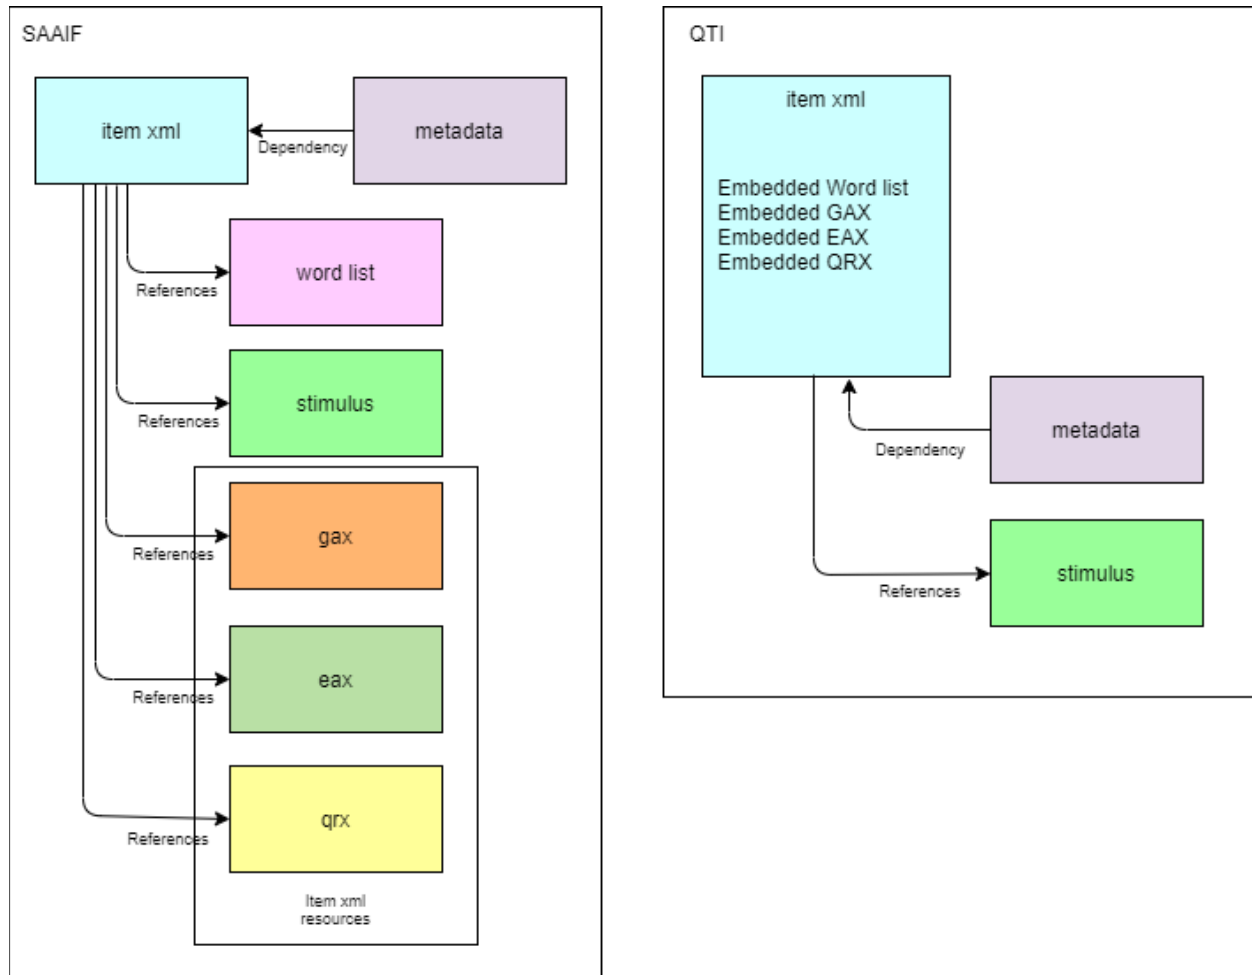 SAAIF
item xml
Dependency
metadata
References
word list
References
stimulus
References
gax
References
eax
References
qrx
Item xml
resources
QTI
item xml
Embedded Word list
Embedded GAX
Embedded EAX
Embedded QRX
Dependency
metadata
References
stimulus